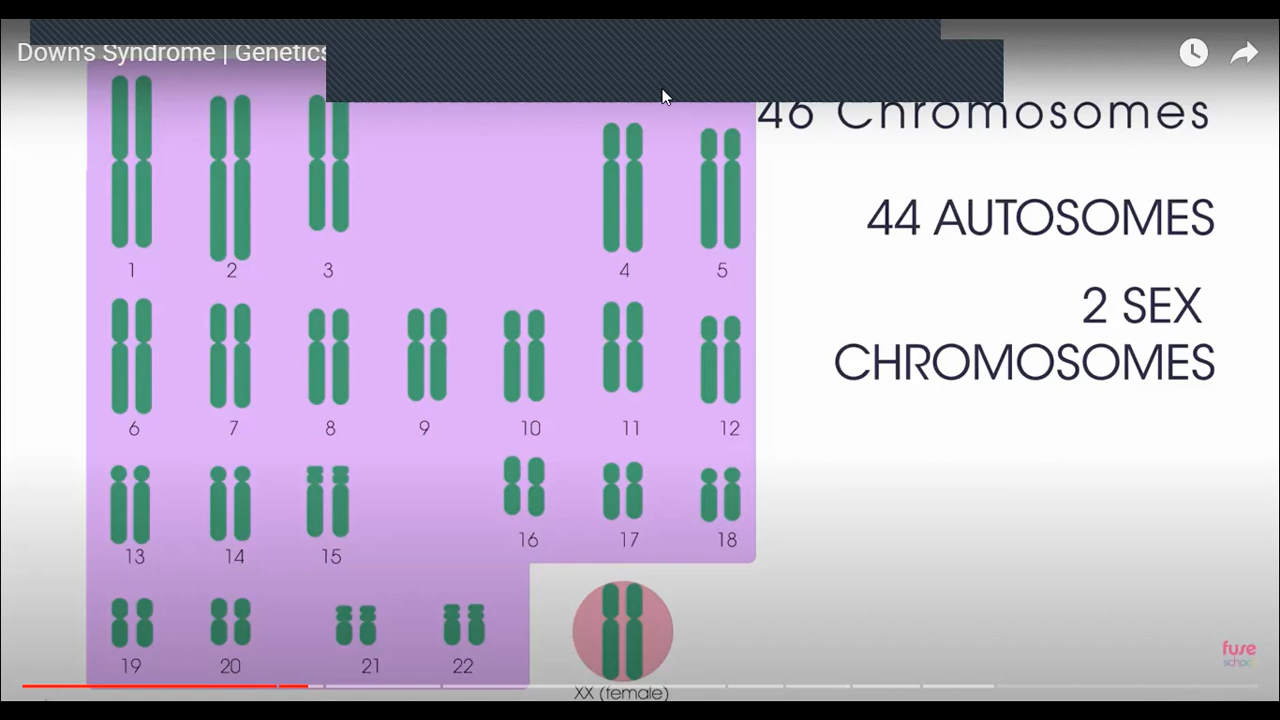 Down's Syndrome | Genetics
46 Chromosomes
44 AUTOSOMES
2 SEX
CHROMOSOMES
1 2 3 4 5
6 7 8 9 10 11 12
13 14 15 16 17 18
19 20 21 22
XX (female)
fuse
school